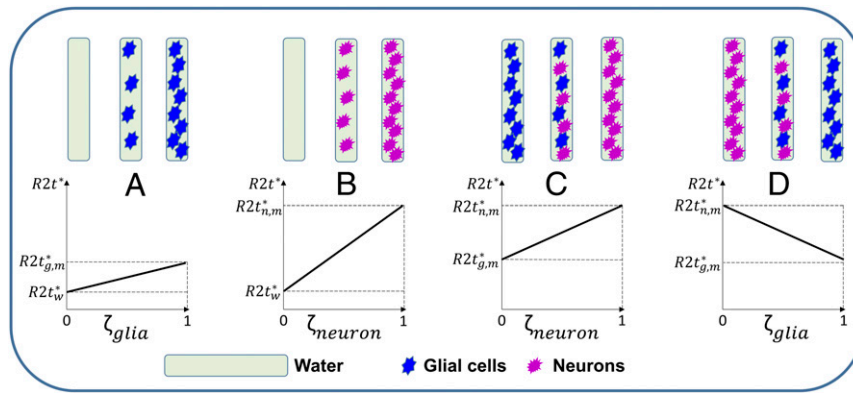 A B C D
R2t* R2t* R2t* R2t*
R2t*n,m R2t*n,m R2t*n,m
R2t*g,m R2t*g,m R2t*g,m
R2t*w R2t*w
0 1 0 1 0 1 0 1
ζglia ζneuron ζneuron ζglia
Water Glial cells Neurons